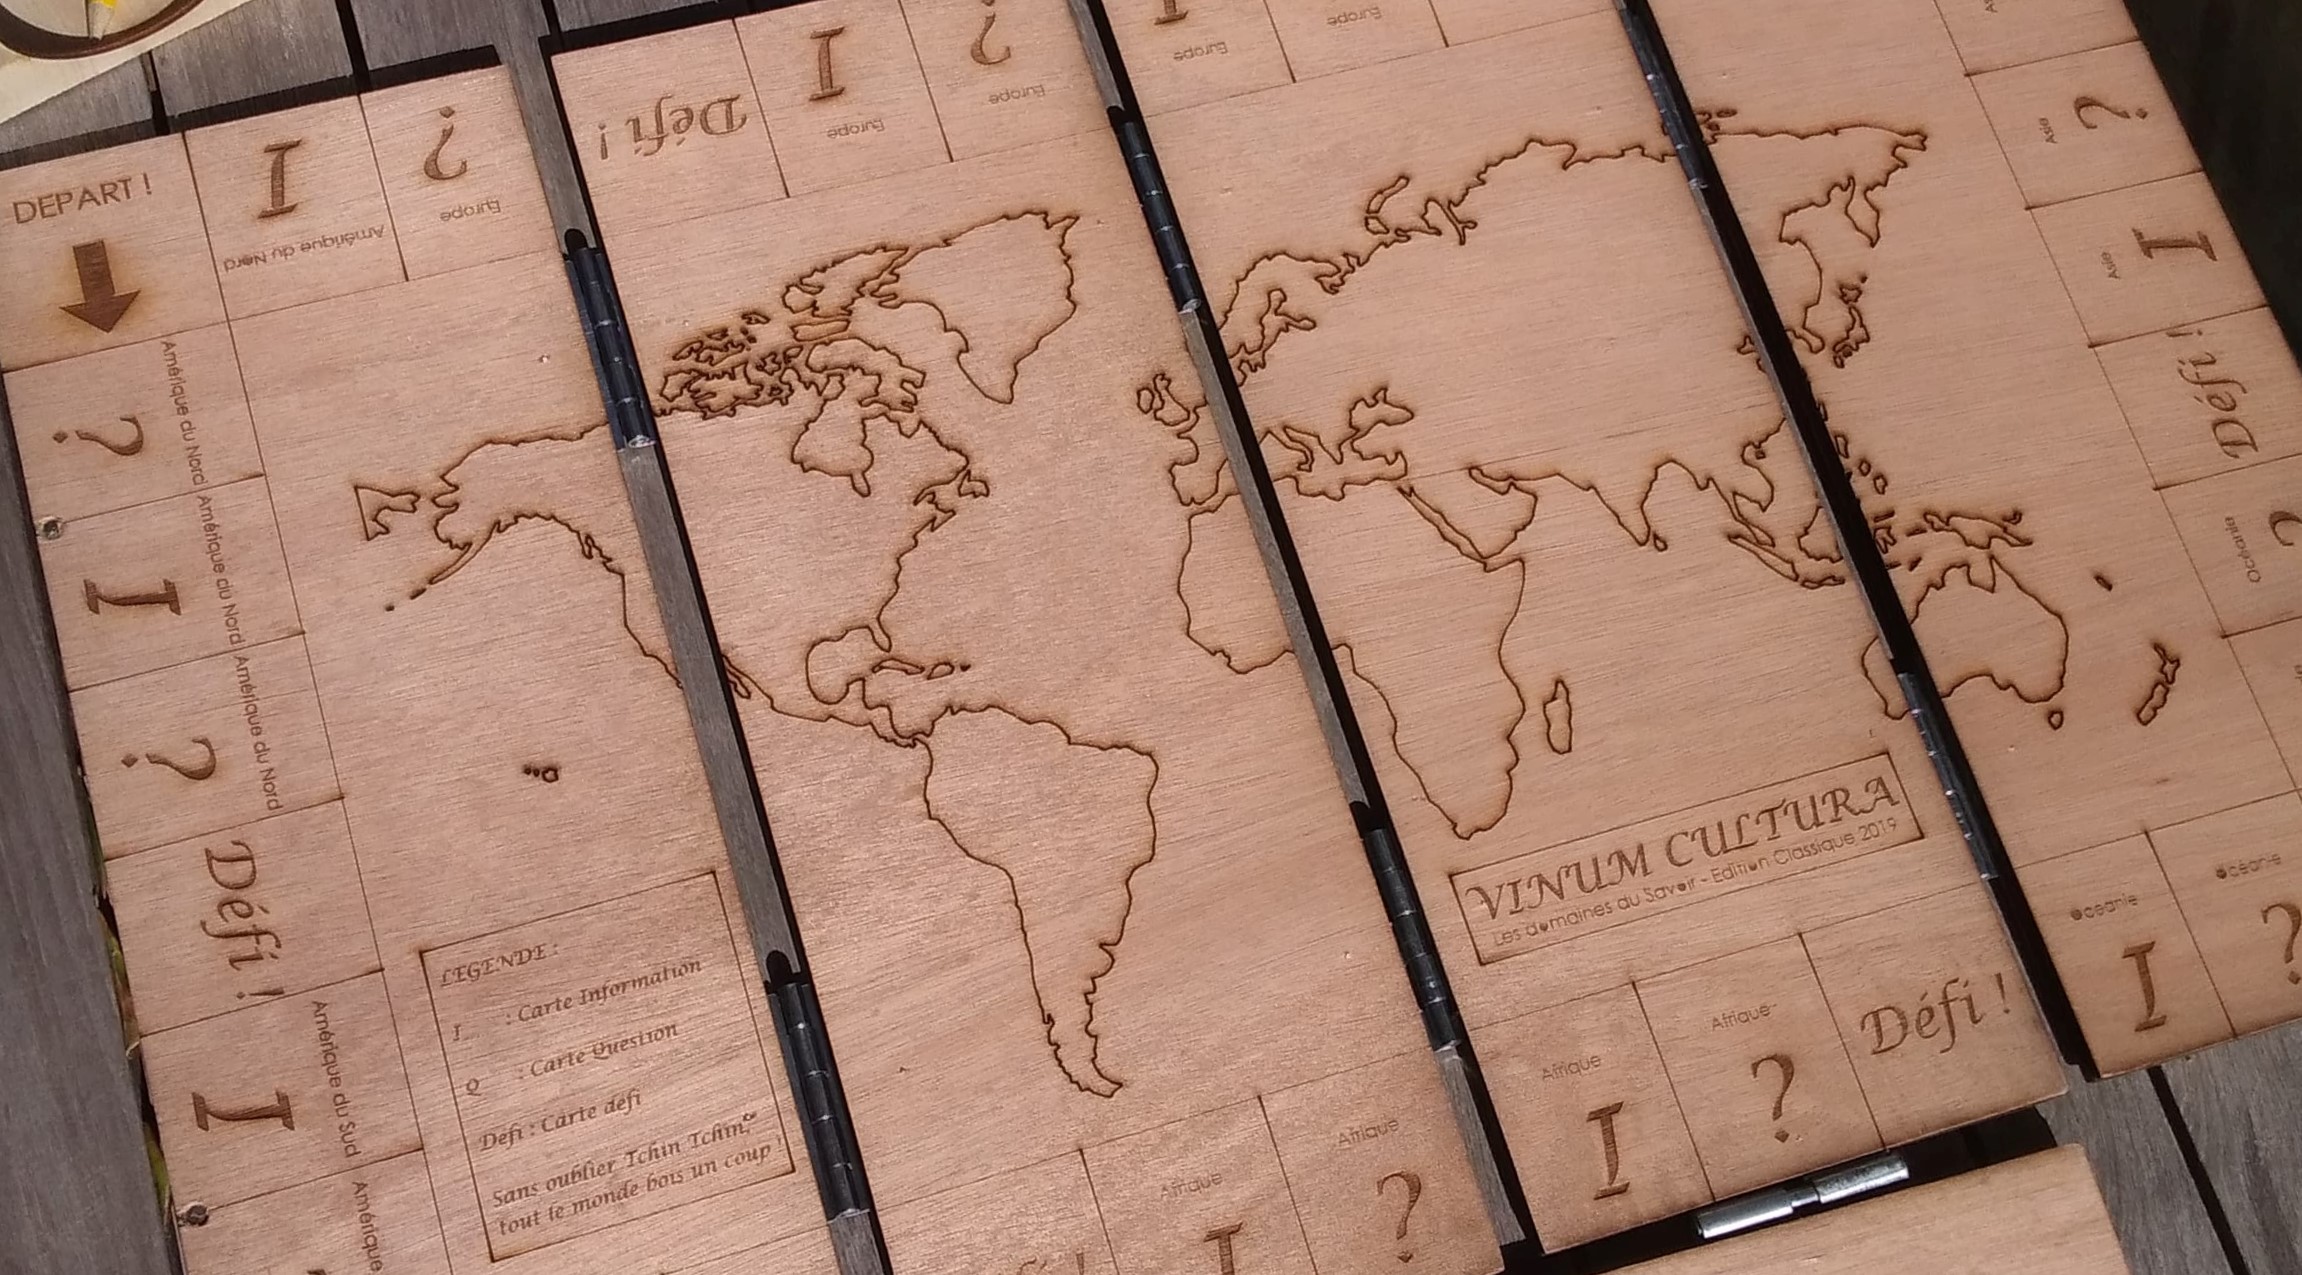 DEPART !
I
Amérique du Nord
?
Europe
Défi !
I
Europe
?
Europe
I
Europe
Europe
?
Amérique du Nord
I
Amérique du Nord
?
Amérique du Nord
Défi !
I
Amérique du Sud
Amérique
?
Asie
I
Asie
Défi !
?
Océanie
LEGENDE :
I : Carte Information
Q : Carte Question
Défi : Carte défi
Sans oublier Tchin Tchin,
tout le monde bois un coup !
VINUM CULTURA
Les domaines du Savoir - Edition Classique 2019
Afrique
I
Afrique
?
Afrique
I
Afrique
?
Défi !
Océanie
I
Océanie
?